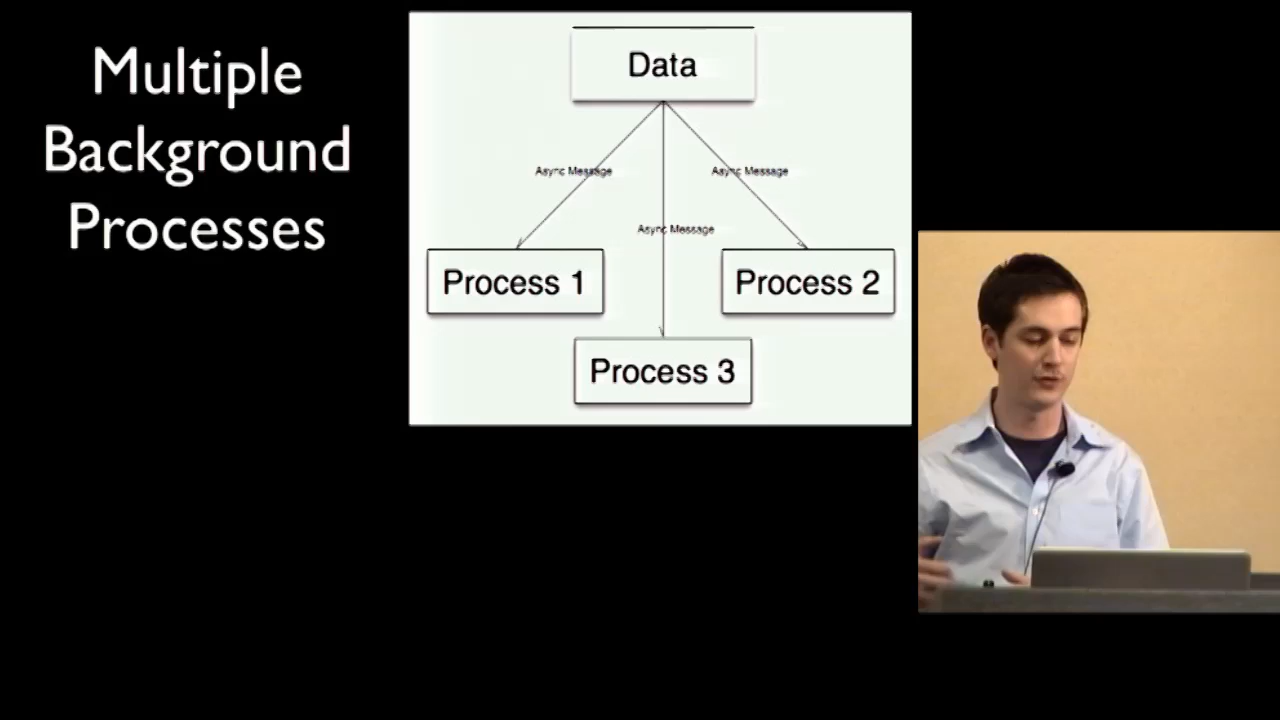 Multiple
Background
Processes
Data
Async Message
Async Message
Async Message
Process 1
Process 2
Process 3